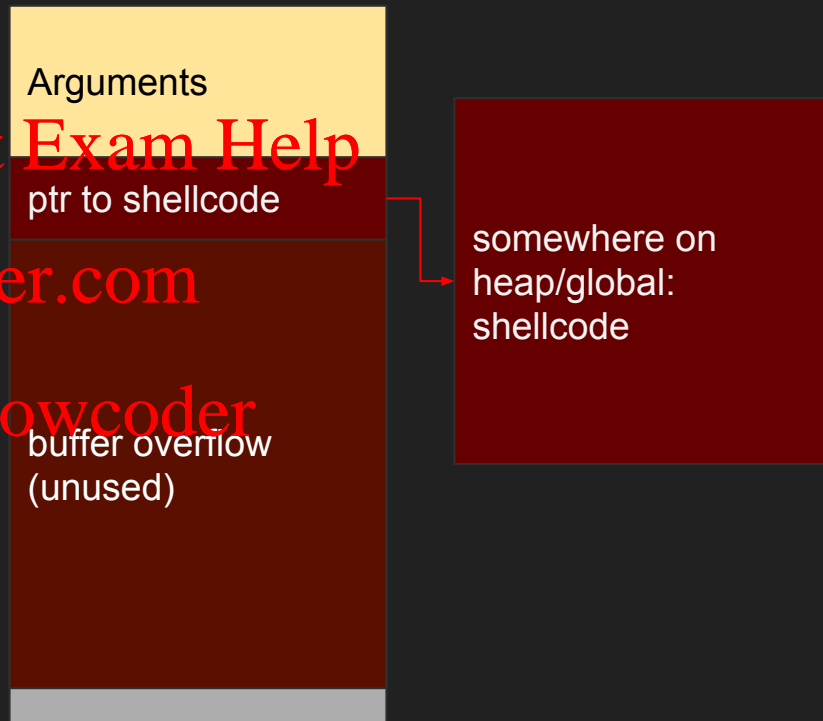 Arguments
Exam Help
ptr to shellcode
somewhere on
heap/global:
shellcode
er.com
owcoder
buffer overflow
(unused)